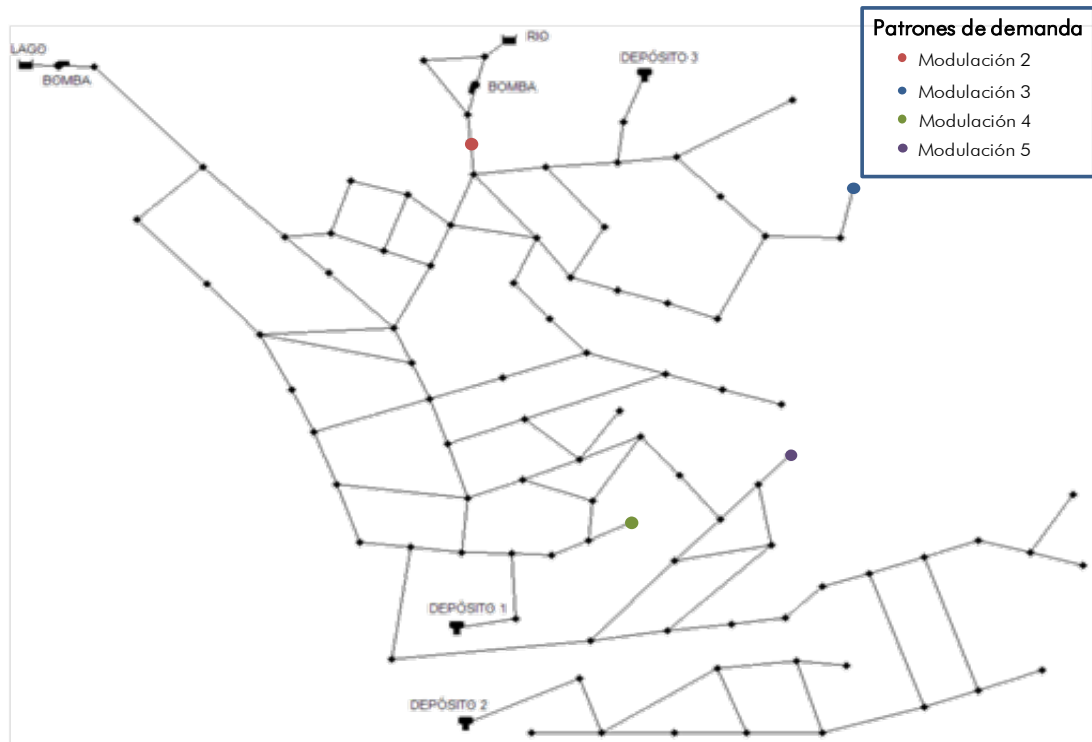 Patrones de demanda
Modulación 2
Modulación 3
Modulación 4
Modulación 5
LAGO
BOMBA
RIO
BOMBA
DEPÓSITO 3
DEPÓSITO 1
DEPÓSITO 2